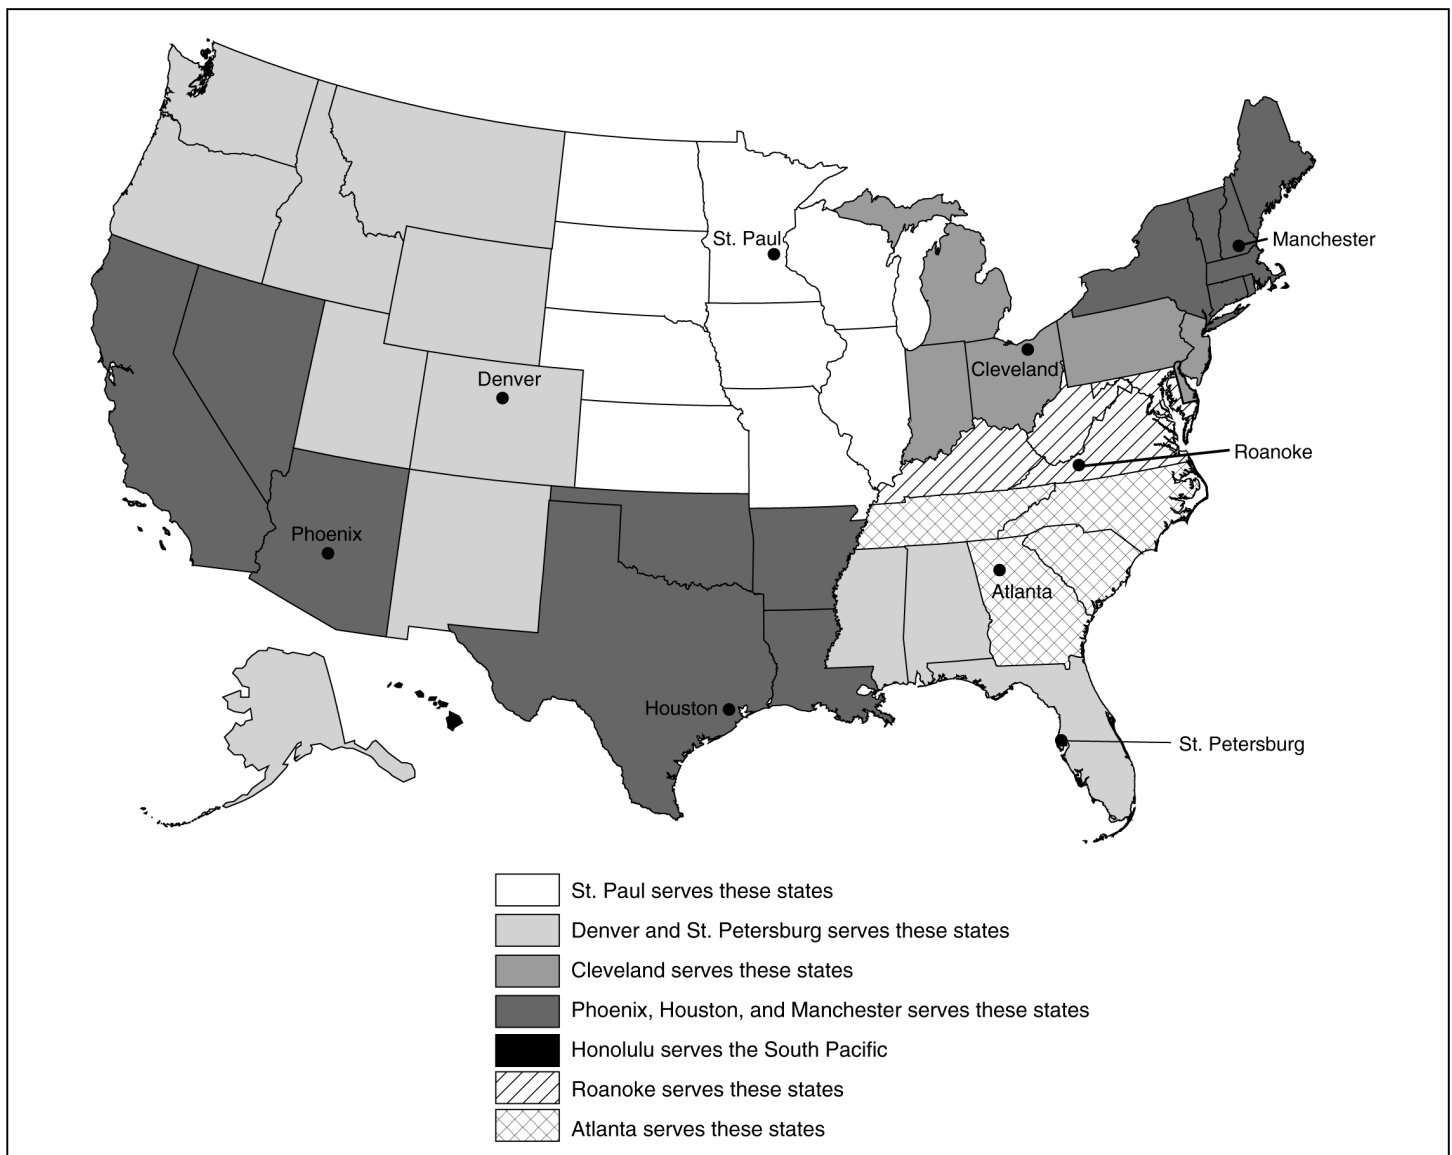 St. Paul
Manchester
Cleveland
Denver
Roanoke
Phoenix
Atlanta
Houston
St. Petersburg
St. Paul serves these states
Denver and St. Petersburg serves these states
Cleveland serves these states
Phoenix, Houston, and Manchester serves these states
Honolulu serves the South Pacific
Roanoke serves these states
Atlanta serves these states